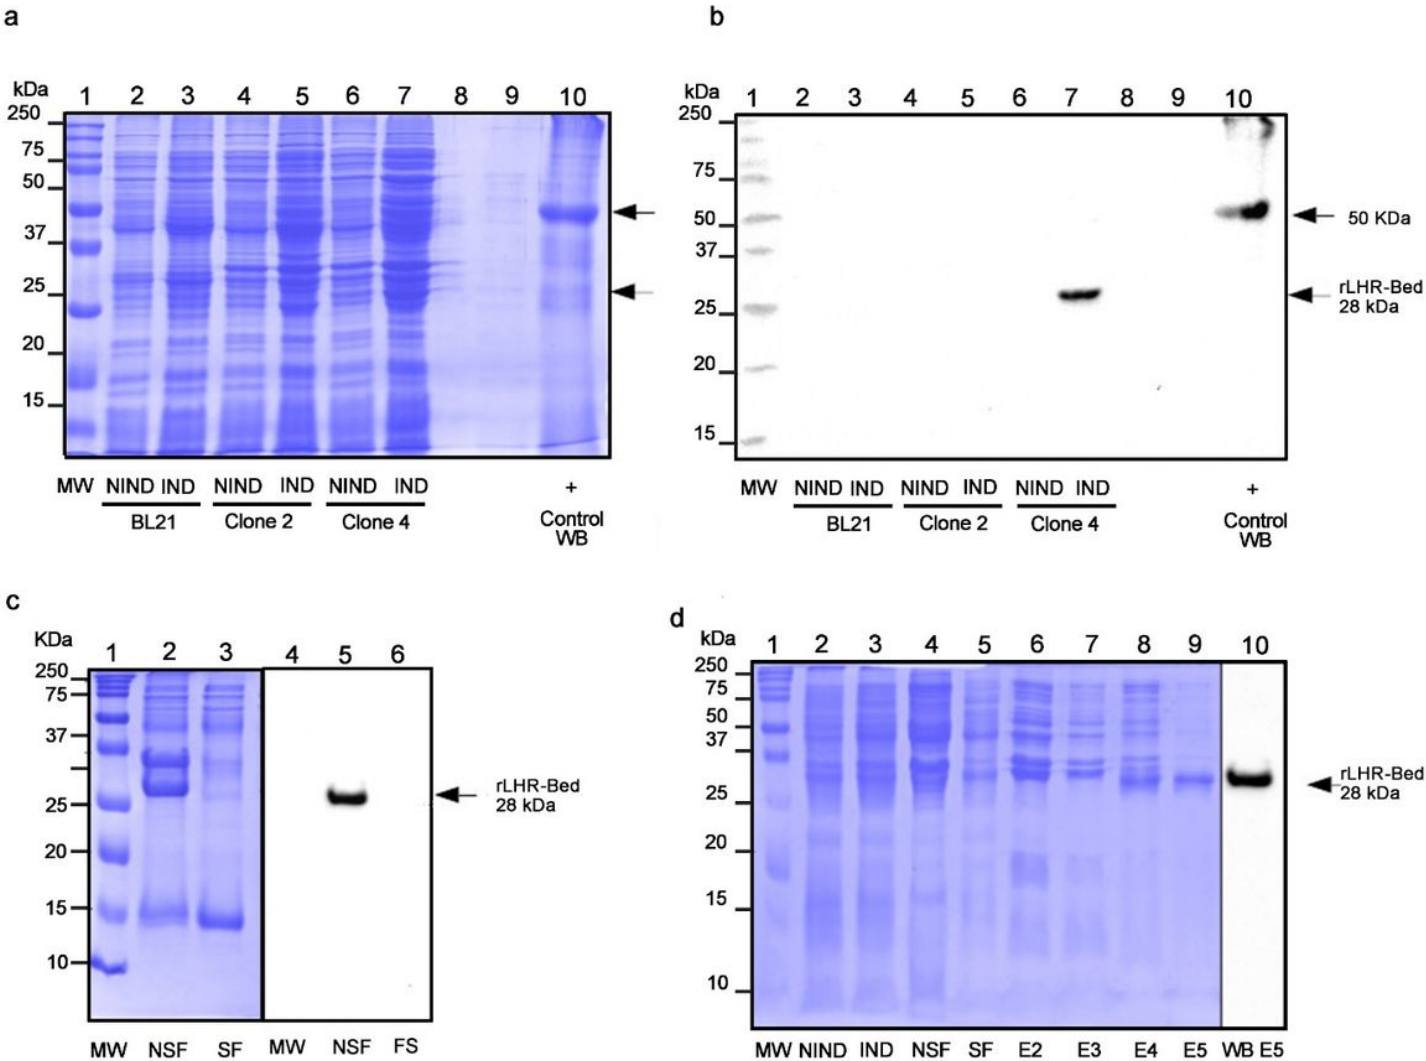 a
kDa 1 2 3 4 5 6 7 8 9 10
250
75
50
37
25
20
15
MW NIND IND NIND IND NIND IND +
BL21 Clone 2 Clone 4 Control
WB
b
kDa 1 2 3 4 5 6 7 8 9 10
250
75
50
37
25
20
15
50 KDa
rLHR-Bed
28 kDa
MW NIND IND NIND IND NIND IND +
BL21 Clone 2 Clone 4 Control
WB
c
KDa 1 2 3 4 5 6
250
75
37
25
20
15
10
rLHR-Bed
28 kDa
MW NSF SF MW NSF FS
d
kDa 1 2 3 4 5 6 7 8 9 10
250
75
50
37
25
20
15
10
rLHR-Bed
28 kDa
MW NIND IND NSF SF E2 E3 E4 E5 WB E5